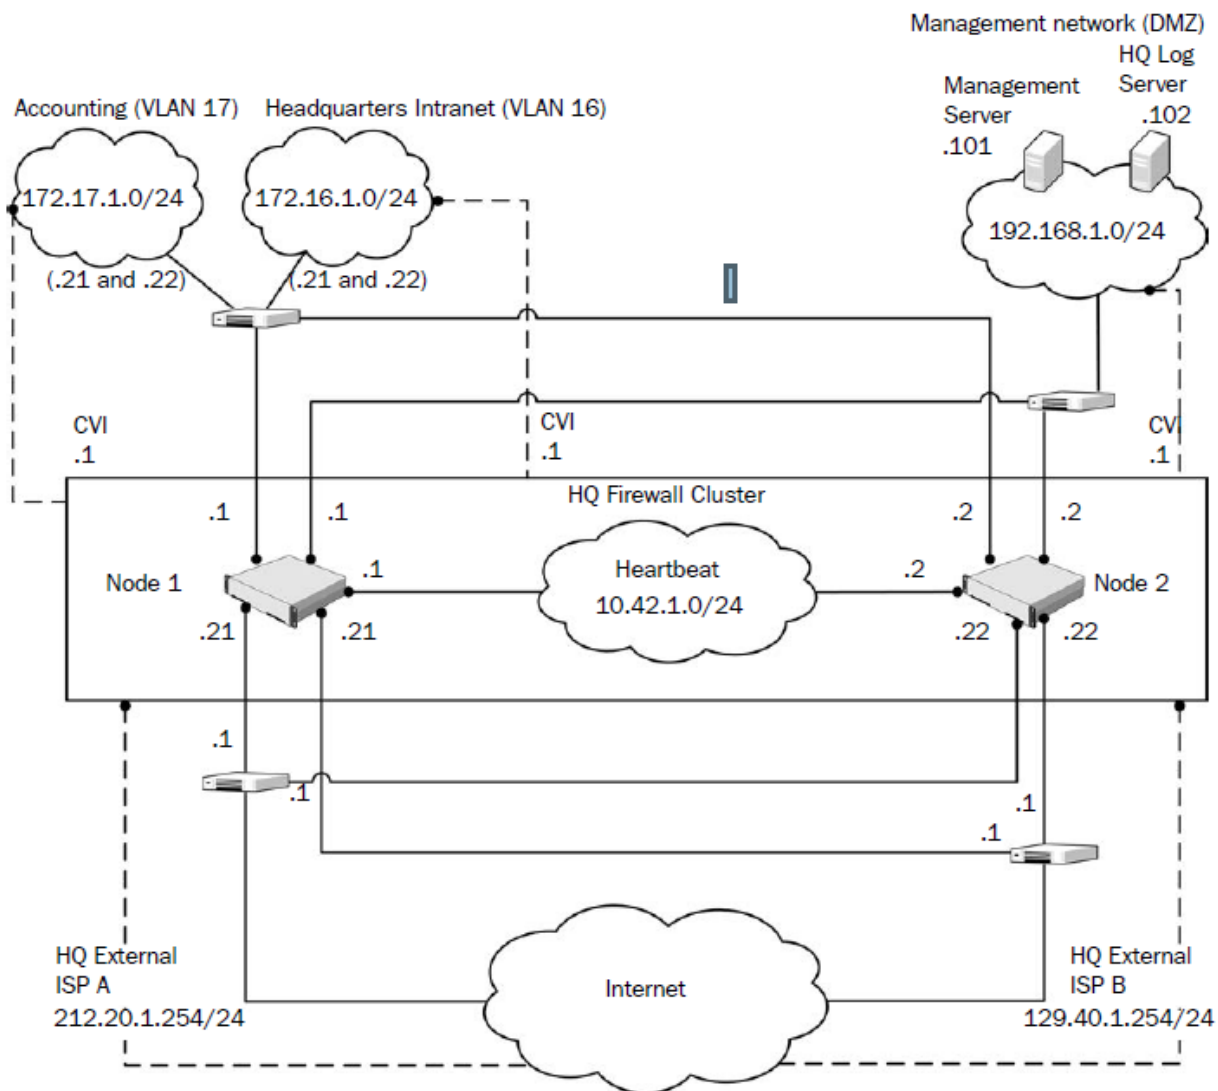 Management network (DMZ)
HQ Log
Server
.102
Management
Server
.101
Accounting (VLAN 17)
Headquarters Intranet (VLAN 16)
172.17.1.0/24
172.16.1.0/24
192.168.1.0/24
(.21 and .22)
(.21 and .22)
CVI
.1
CVI
.1
CVI
.1
HQ Firewall Cluster
.1
.1
.2
.2
Node 1
.1
Heartbeat
10.42.1.0/24
.2
Node 2
.21
.21
.22
.22
.1
.1
.1
.1
HQ External
ISP A
212.20.1.254/24
Internet
HQ External
ISP B
129.40.1.254/24